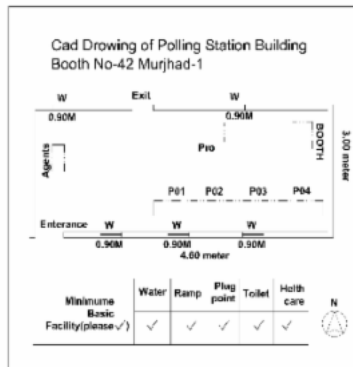 Cad Drowing of Polling Station Building
Booth No-42 Murjhad-1
W Exit W
0.90M 0.90M
BOOTH
3.00 meter
Pro
Agents
P01 P02 P03 P04
Enterance W W W
0.90M 0.90M 0.90M
4.60 meter
Water Ramp Plug point Toilet Helth care
Minimume Basic Facility(please ✓) ✓ ✓ ✓ ✓ ✓
N